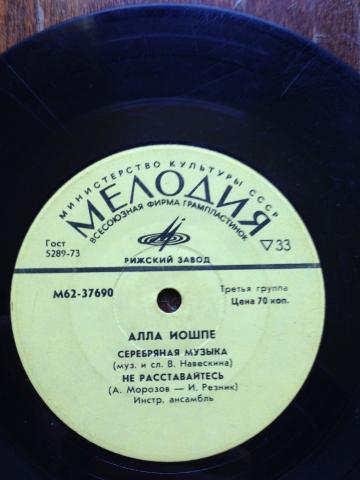 МИНИСТЕРСТВО КУЛЬТУРЫ СССР
МЕЛОДИЯ
ВСЕСОЮЗНАЯ ФИРМА ГРАМПЛАСТИНОК
Гост
5289-73
▽33
РИЖСКИЙ ЗАВОД
М62-37690
Третья группа
Цена 70 коп.
АЛЛА ИОШПЕ
СЕРЕБРЯНАЯ МУЗЫКА
(муз. и сл. В. Навескина)
НЕ РАССТАВАЙТЕСЬ
(А. Морозов — И. Резник)
Инстр. ансамбль